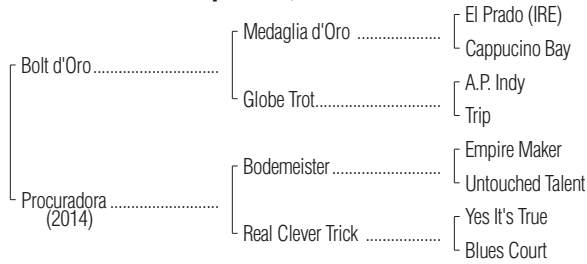 El Prado (IRE)
Medaglia d'Oro ..................
Cappucino Bay
Bolt d'Oro...........................
A.P. Indy
Globe Trot...........................
Trip
Empire Maker
Bodemeister........................
Untouched Talent
Procuradora .......................
(2014)
Yes It's True
Real Clever Trick ................
Blues Court